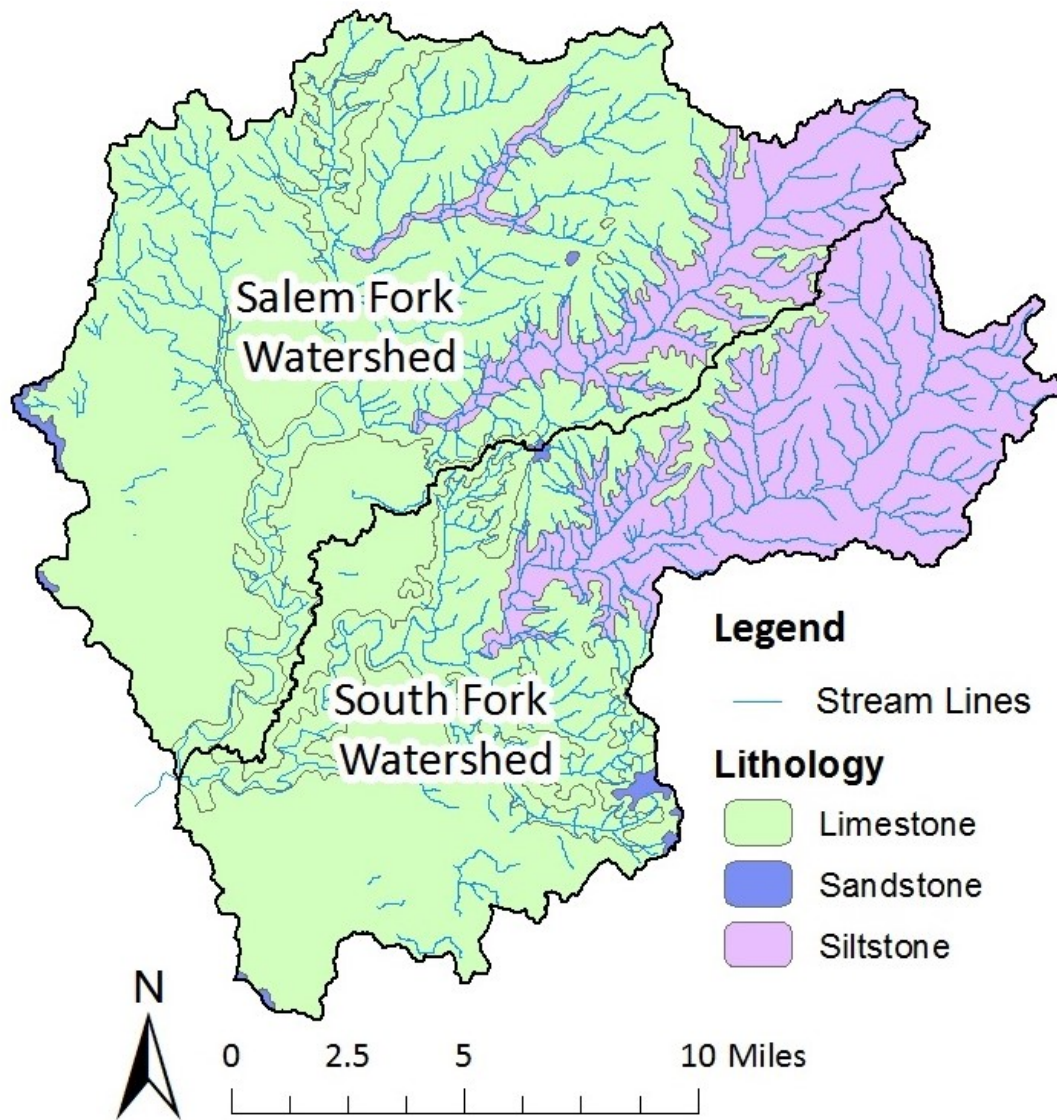 Salem Fork
Watershed
South Fork
Watershed
Legend
Stream Lines
Lithology
Limestone
Sandstone
Siltstone
N
0 2.5 5 10 Miles